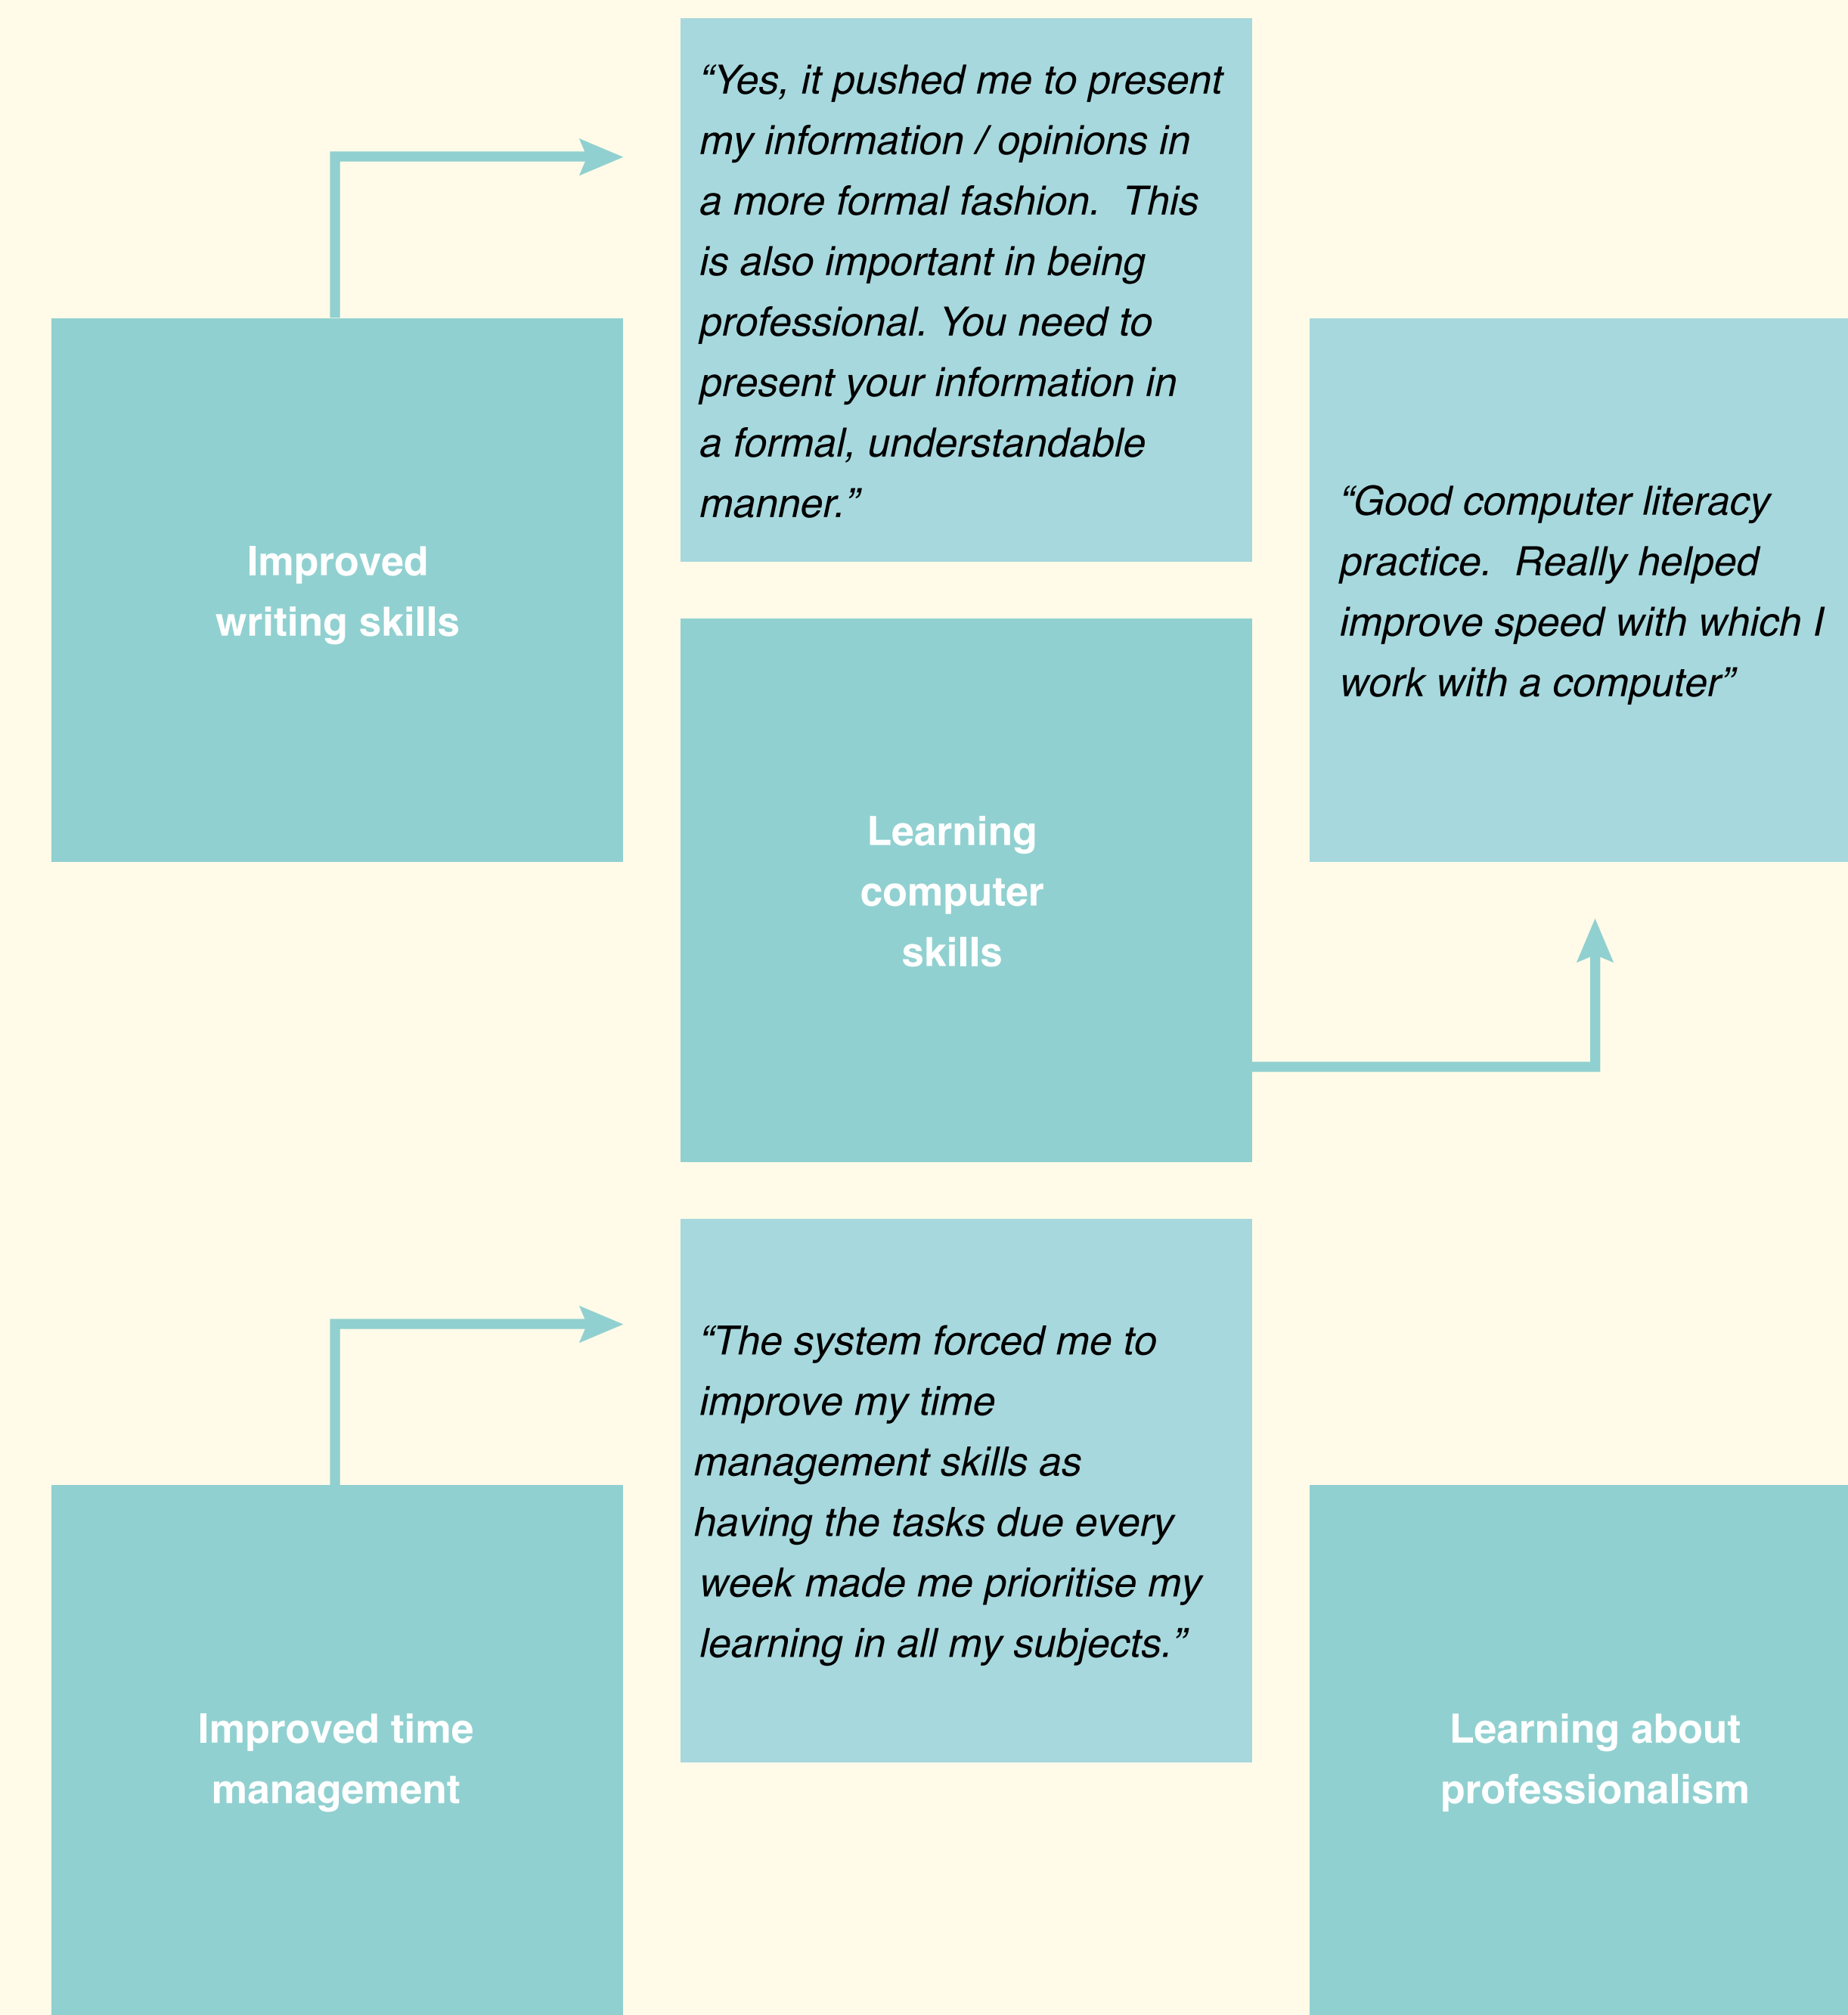 “Yes, it pushed me to present
my information / opinions in
a more formal fashion.  This
is also important in being
professional. You need to
present your information in
a formal, understandable
manner.”
Improved
writing skills
“Good computer literacy
practice.  Really helped
improve speed with which I
work with a computer”
Learning
computer
skills
“The system forced me to
improve my time
management skills as
having the tasks due every
week made me prioritise my
learning in all my subjects.”
Improved time
management
Learning about
professionalism